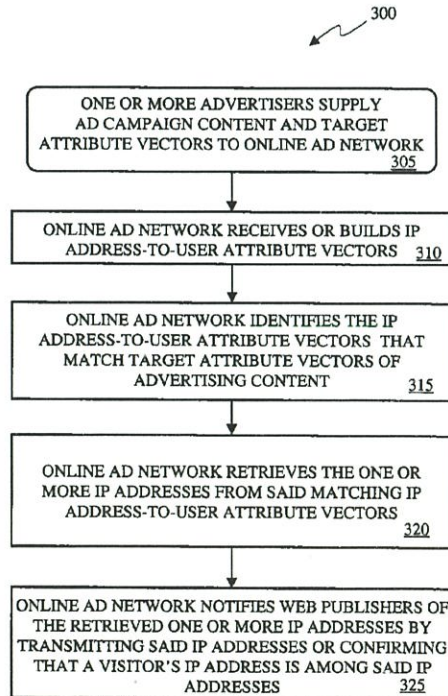 300
ONE OR MORE ADVERTISERS SUPPLY
AD CAMPAIGN CONTENT AND TARGET
ATTRIBUTE VECTORS TO ONLINE AD NETWORK
305
ONLINE AD NETWORK RECEIVES OR BUILDS IP
ADDRESS-TO-USER ATTRIBUTE VECTORS 310
ONLINE AD NETWORK IDENTIFIES THE IP
ADDRESS-TO-USER ATTRIBUTE VECTORS THAT
MATCH TARGET ATTRIBUTE VECTORS OF
ADVERTISING CONTENT 315
ONLINE AD NETWORK RETRIEVES THE ONE OR
MORE IP ADDRESSES FROM SAID MATCHING IP
ADDRESS-TO-USER ATTRIBUTE VECTORS 320
ONLINE AD NETWORK NOTIFIES WEB PUBLISHERS OF
THE RETRIEVED ONE OR MORE IP ADDRESSES BY
TRANSMITTING SAID IP ADDRESSES OR CONFIRMING
THAT A VISITOR'S IP ADDRESS IS AMONG SAID IP
ADDRESSES 325